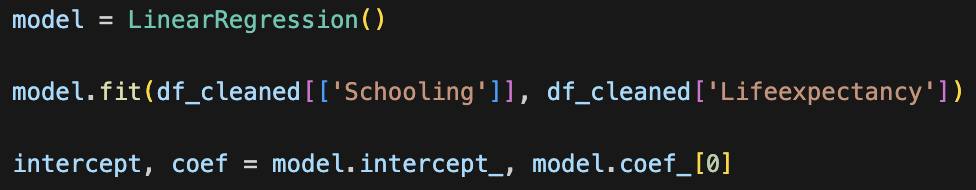 model = LinearRegression()
model.fit(df_cleaned[['Schooling']], df_cleaned['Lifeexpectancy'])
intercept, coef = model.intercept_, model.coef_[0]